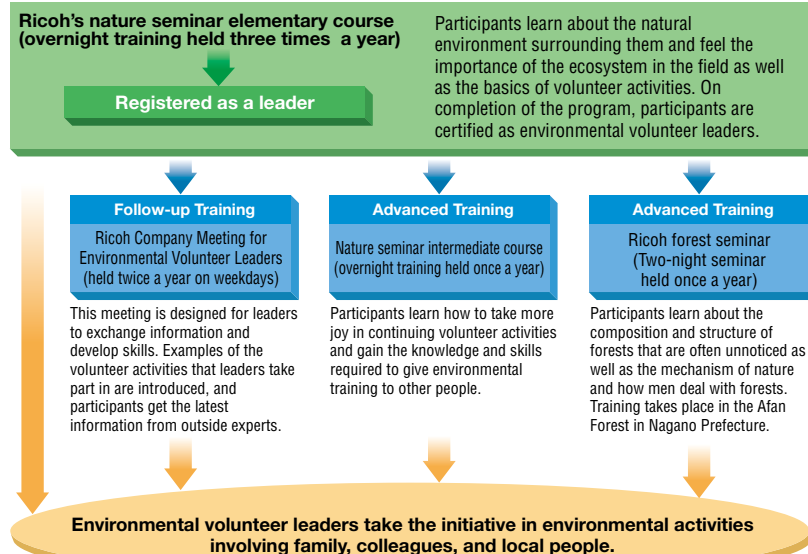 Ricoh's nature seminar elementary course
(overnight training held three times a year)
Registered as a leader
Participants learn about the natural
environment surrounding them and feel the
importance of the ecosystem in the field as well
as the basics of volunteer activities. On
completion of the program, participants are
certified as environmental volunteer leaders.
Follow-up Training
Ricoh Company Meeting for
Environmental Volunteer Leaders
(held twice a year on weekdays)
This meeting is designed for leaders
to exchange information and
develop skills. Examples of the
volunteer activities that leaders take
part in are introduced, and
participants get the latest
information from outside experts.
Advanced Training
Nature seminar intermediate course
(overnight training held once a year)
Participants learn how to take more
joy in continuing volunteer activities
and gain the knowledge and skills
required to give environmental
training to other people.
Advanced Training
Ricoh forest seminar
(Two-night seminar
held once a year)
Participants learn about the
composition and structure of
forests that are often unnoticed as
well as the mechanism of nature
and how men deal with forests.
Training takes place in the Afan
Forest in Nagano Prefecture.
Environmental volunteer leaders take the initiative in environmental activities
involving family, colleagues, and local people.